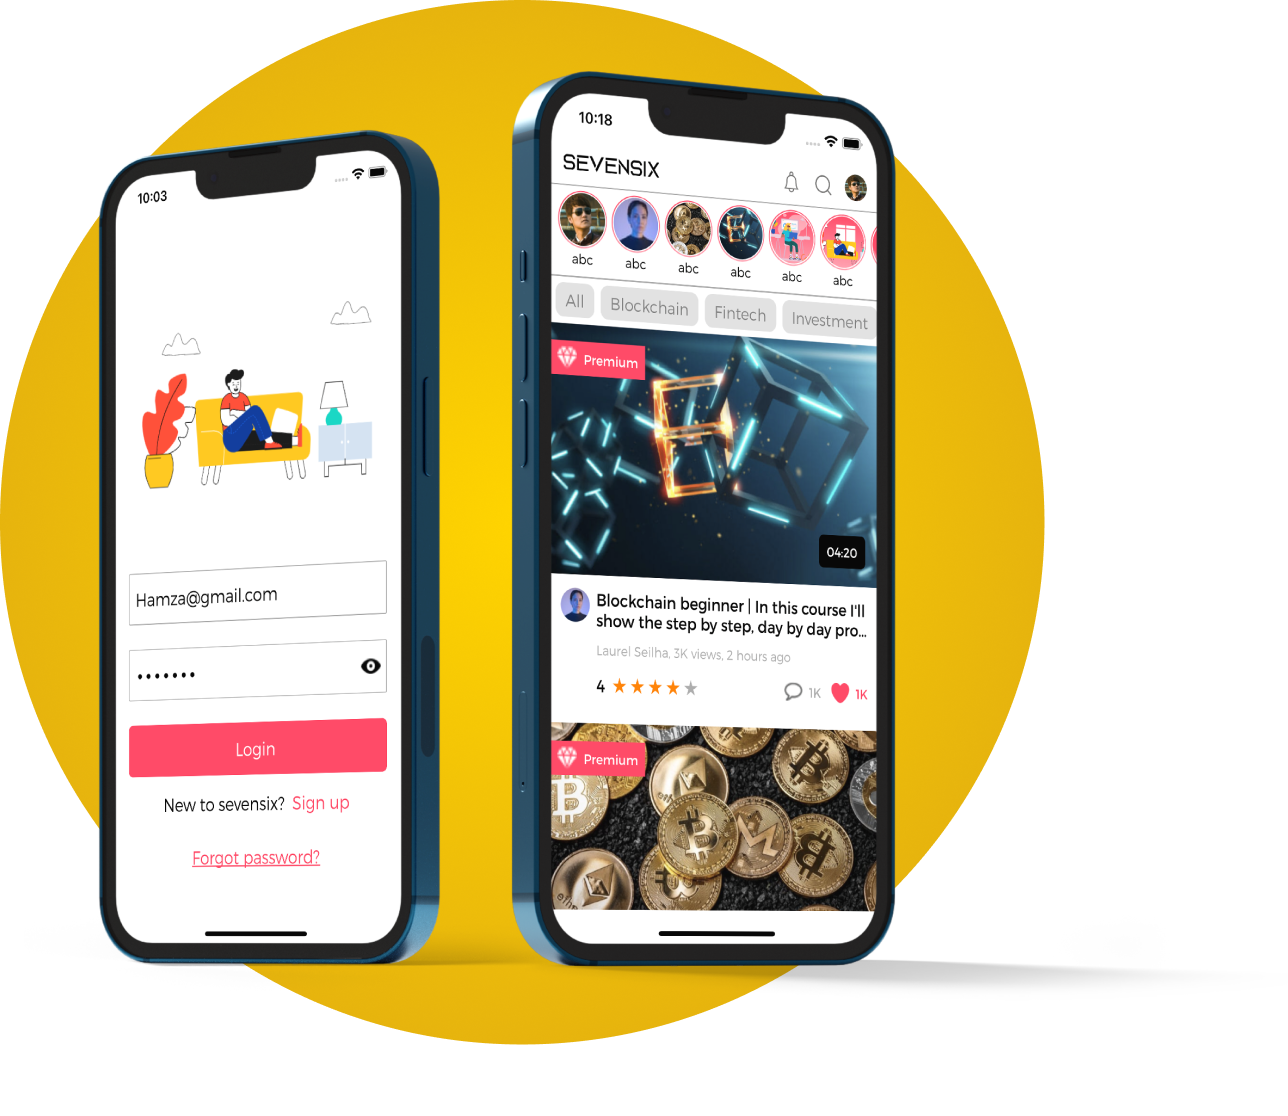 10:03
Hamza@gmail.com
Login
New to sevensix? Sign up
Forgot password?
10:18
SEVENSIX
abc abc abc abc abc abc
All Blockchain Fintech Investment
Premium
04:20
Blockchain beginner | In this course I'll
show the step by step, day by day pro...
Laurel Seilha, 3K views, 2 hours ago
4 1K 1K
Premium